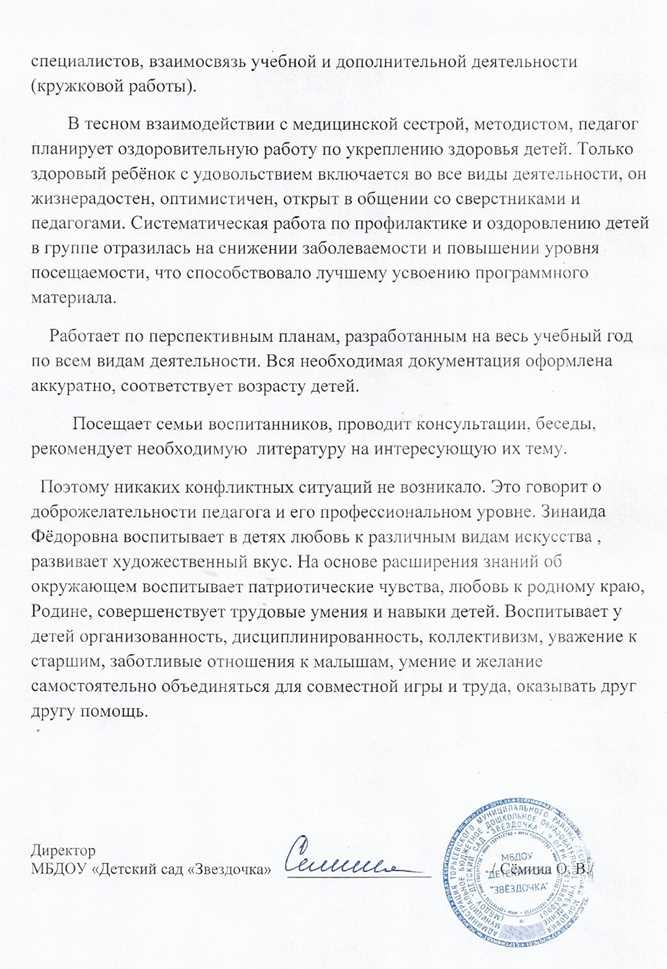 специалистов, взаимосвязь учебной и дополнительной деятельности
(кружковой работы).
В тесном взаимодействии с медицинской сестрой, методистом, педагог
планирует оздоровительную работу по укреплению здоровья детей. Только
здоровый ребёнок с удовольствием включается во все виды деятельности, он
жизнерадостен, оптимистичен, открыт в общении со сверстниками и
педагогами. Систематическая работа по профилактике и оздоровлению детей
в группе отразилась на снижении заболеваемости и повышении уровня
посещаемости, что способствовало лучшему усвоению программного
материала.
Работает по перспективным планам, разработанным на весь учебный год
по всем видам деятельности. Вся необходимая документация оформлена
аккуратно, соответствует возрасту детей.
Посещает семьи воспитанников, проводит консультации, беседы,
рекомендует необходимую  литературу на интересующую их тему.
Поэтому никаких конфликтных ситуаций не возникало. Это говорит о
доброжелательности педагога и его профессиональном уровне. Зинаида
Фёдоровна воспитывает в детях любовь к различным видам искусства ,
развивает художественный вкус. На основе расширения знаний об
окружающем воспитывает патриотические чувства, любовь к родному краю,
Родине, совершенствует трудовые умения и навыки детей. Воспитывает у
детей организованность, дисциплинированность, коллективизм, уважение к
старшим, заботливые отношения к малышам, умение и желание
самостоятельно объединяться для совместной игры и труда, оказывать друг
другу помощь.
Директор
МБДОУ «Детский сад «Звездочка» / Сёмина О. В./
МБДОУ
"ДЕТСКИЙ САД
"ЗВЁЗДОЧКА"